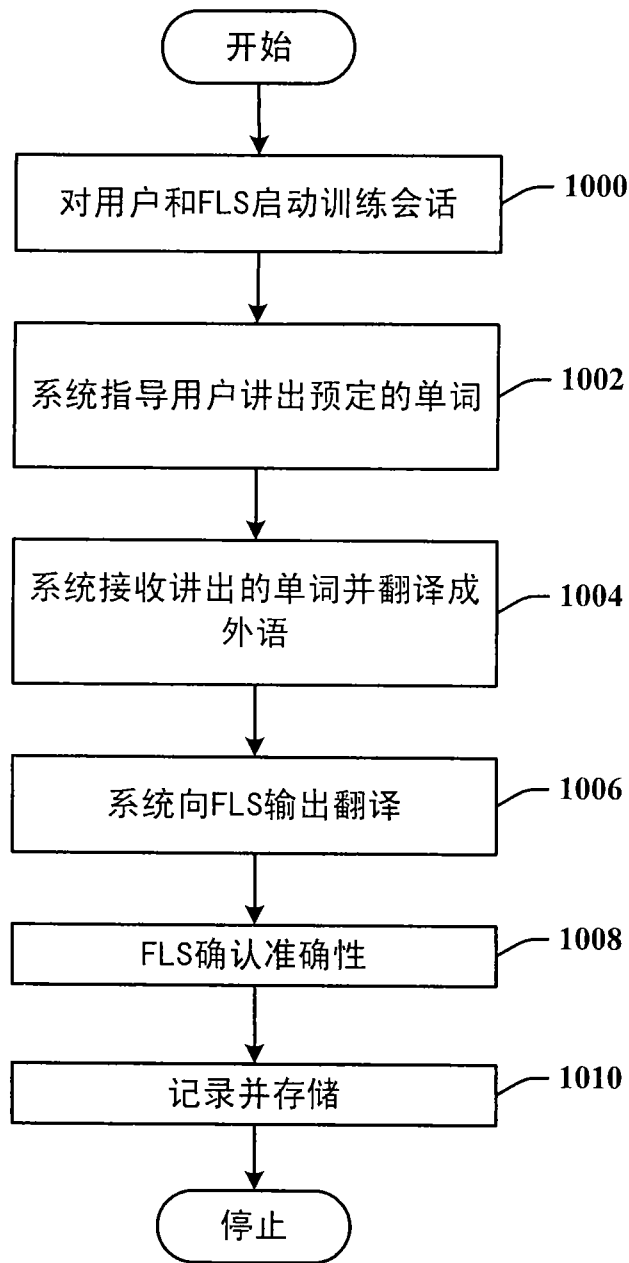 开始
对用户和FLS启动训练会话
1000
系统指导用户讲出预定的单词
1002
系统接收讲出的单词并翻译成
外语
1004
系统向FLS输出翻译
1006
FLS确认准确性
1008
记录并存储
1010
停止